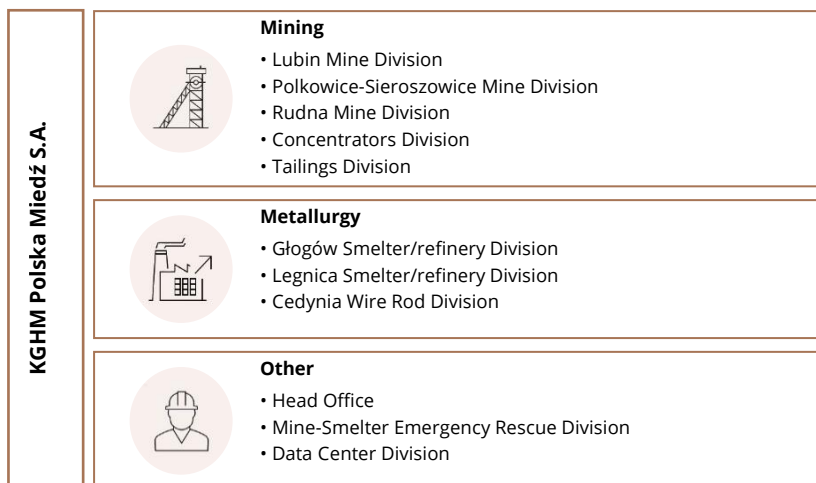 KGHM Polska Miedź S.A.
Mining
• Lubin Mine Division
• Polkowice-Sieroszowice Mine Division
• Rudna Mine Division
• Concentrators Division
• Tailings Division
Metallurgy
• Głogów Smelter/refinery Division
• Legnica Smelter/refinery Division
• Cedynia Wire Rod Division
Other
• Head Office
• Mine-Smelter Emergency Rescue Division
• Data Center Division